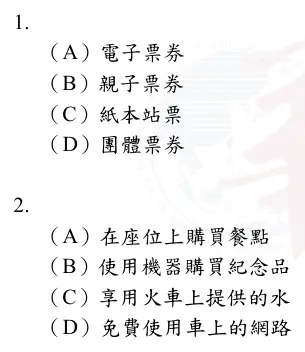 1.
（A）電子票券
（B）親子票券
（C）紙本站票
（D）團體票券
2.
（A）在座位上購買餐點
（B）使用機器購買紀念品
（C）享用火車上提供的水
（D）免費使用車上的網路